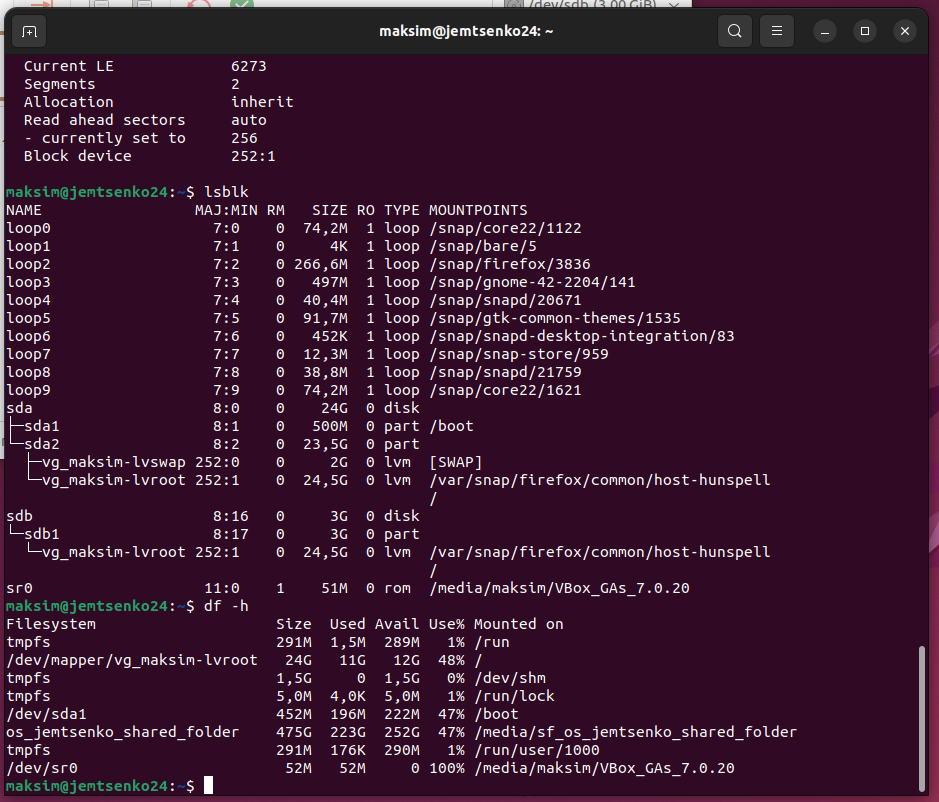 /dev/sdb (3.00 GiB)
maksim@jemtsenko24: ~
Current LE 6273
Segments 2
Allocation inherit
Read ahead sectors auto
- currently set to 256
Block device 252:1
maksim@jemtsenko24:~$ lsblk
NAME MAJ:MIN RM SIZE RO TYPE MOUNTPOINTS
loop0 7:0 0 74,2M 1 loop /snap/core22/1122
loop1 7:1 0 4K 1 loop /snap/bare/5
loop2 7:2 0 266,6M 1 loop /snap/firefox/3836
loop3 7:3 0 497M 1 loop /snap/gnome-42-2204/141
loop4 7:4 0 40,4M 1 loop /snap/snapd/20671
loop5 7:5 0 91,7M 1 loop /snap/gtk-common-themes/1535
loop6 7:6 0 452K 1 loop /snap/snapd-desktop-integration/83
loop7 7:7 0 12,3M 1 loop /snap/snap-store/959
loop8 7:8 0 38,8M 1 loop /snap/snapd/21759
loop9 7:9 0 74,2M 1 loop /snap/core22/1621
sda 8:0 0 24G 0 disk
├─sda1 8:1 0 500M 0 part /boot
└─sda2 8:2 0 23,5G 0 part
├─vg_maksim-lvswap 252:0 0 2G 0 lvm [SWAP]
└─vg_maksim-lvroot 252:1 0 24,5G 0 lvm /var/snap/firefox/common/host-hunspell
/
sdb 8:16 0 3G 0 disk
└─sdb1 8:17 0 3G 0 part
└─vg_maksim-lvroot 252:1 0 24,5G 0 lvm /var/snap/firefox/common/host-hunspell
/
sr0 11:0 1 51M 0 rom /media/maksim/VBox_GAs_7.0.20
maksim@jemtsenko24:~$ df -h
Filesystem Size Used Avail Use% Mounted on
tmpfs 291M 1,5M 289M 1% /run
/dev/mapper/vg_maksim-lvroot 24G 11G 12G 48% /
tmpfs 1,5G 0 1,5G 0% /dev/shm
tmpfs 5,0M 4,0K 5,0M 1% /run/lock
/dev/sda1 452M 196M 222M 47% /boot
os_jemtsenko_shared_folder 475G 223G 252G 47% /media/sf_os_jemtsenko_shared_folder
tmpfs 291M 176K 290M 1% /run/user/1000
/dev/sr0 52M 52M 0 100% /media/maksim/VBox_GAs_7.0.20
maksim@jemtsenko24:~$